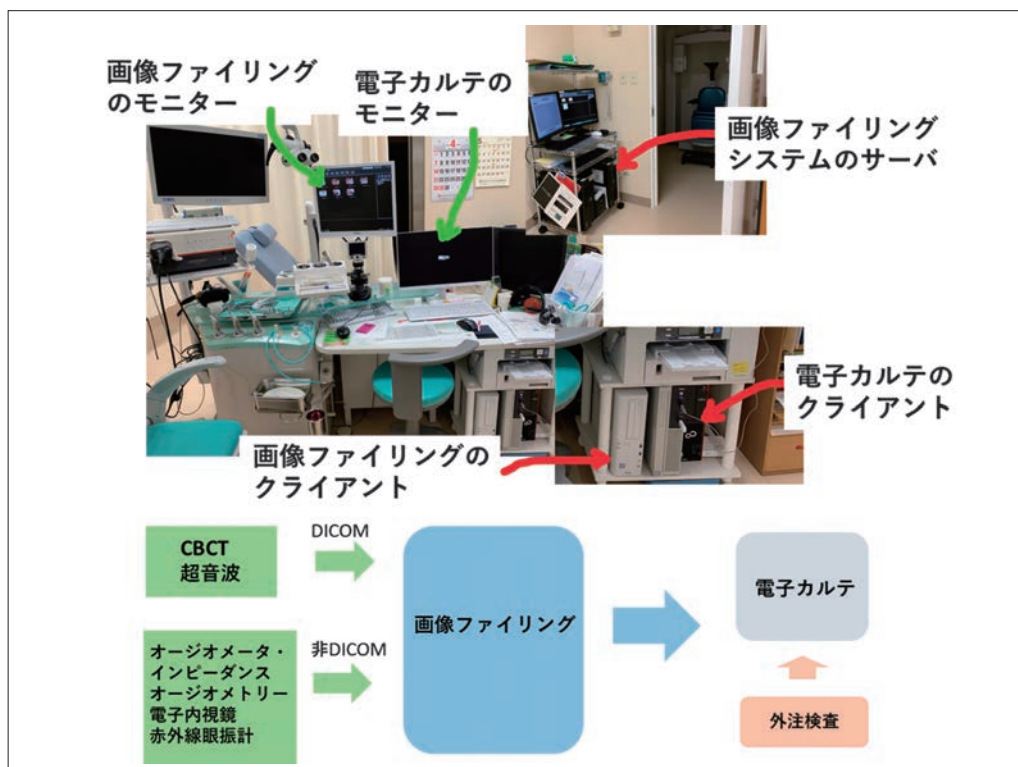 画像ファイリング
のモニター
電子カルテの
モニター
画像ファイリング
システムのサーバ
電子カルテの
クライアント
画像ファイリングの
クライアント
CBCT
超音波
DICOM
オージオメータ・
インピーダンス
オージオメトリー
電子内視鏡
赤外線眼振計
非DICOM
画像ファイリング
電子カルテ
外注検査